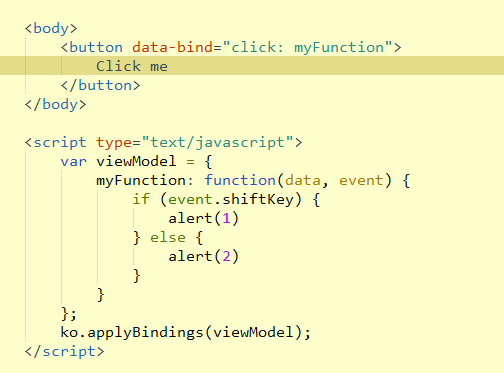 <body>
    <button data-bind="click: myFunction">
        Click me
    </button>
</body>

<script type="text/javascript">
    var viewModel = {
        myFunction: function(data, event) {
            if (event.shiftKey) {
                alert(1)
            } else {
                alert(2)
            }
        }
    };
    ko.applyBindings(viewModel);
</script>